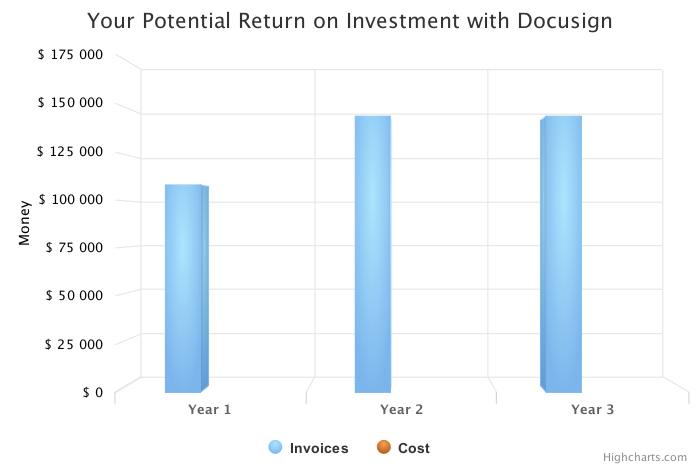 Your Potential Return on Investment with Docusign
$ 175 000
$ 150 000
$ 125 000
$ 100 000
$ 75 000
$ 50 000
$ 25 000
$ 0
Money
Year 1
Year 2
Year 3
Invoices
Cost
Highcharts.com